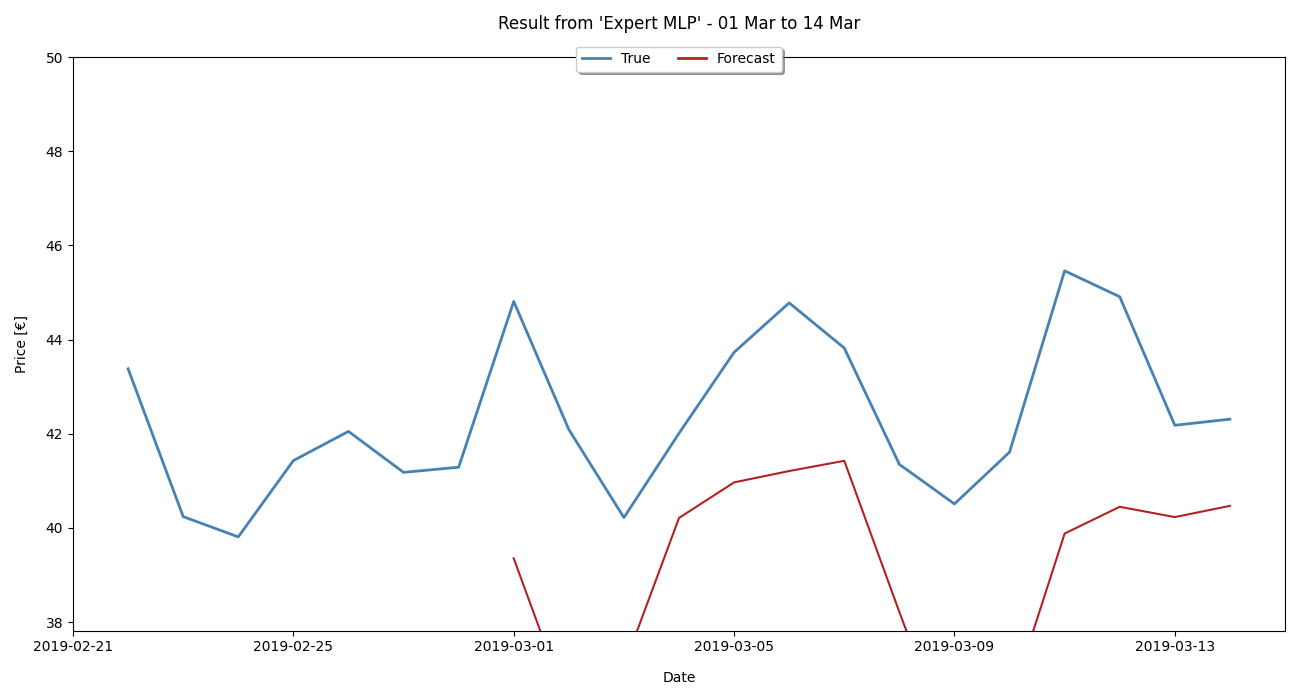 Result from 'Expert MLP' - 01 Mar to 14 Mar
True
Forecast
50
48
46
44
42
40
38
Price [€]
2019-02-21
2019-02-25
2019-03-01
2019-03-05
2019-03-09
2019-03-13
Date